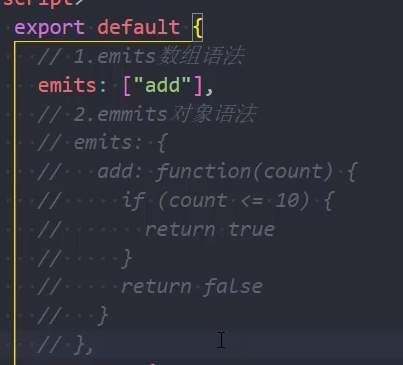 script>
export default {
// 1.emits数组语法
emits: ["add"],
// 2.emmits对象语法
// emits: {
//   add: function(count) {
//     if (count <= 10) {
//       return true
//     }
//     return false
//   }
// },